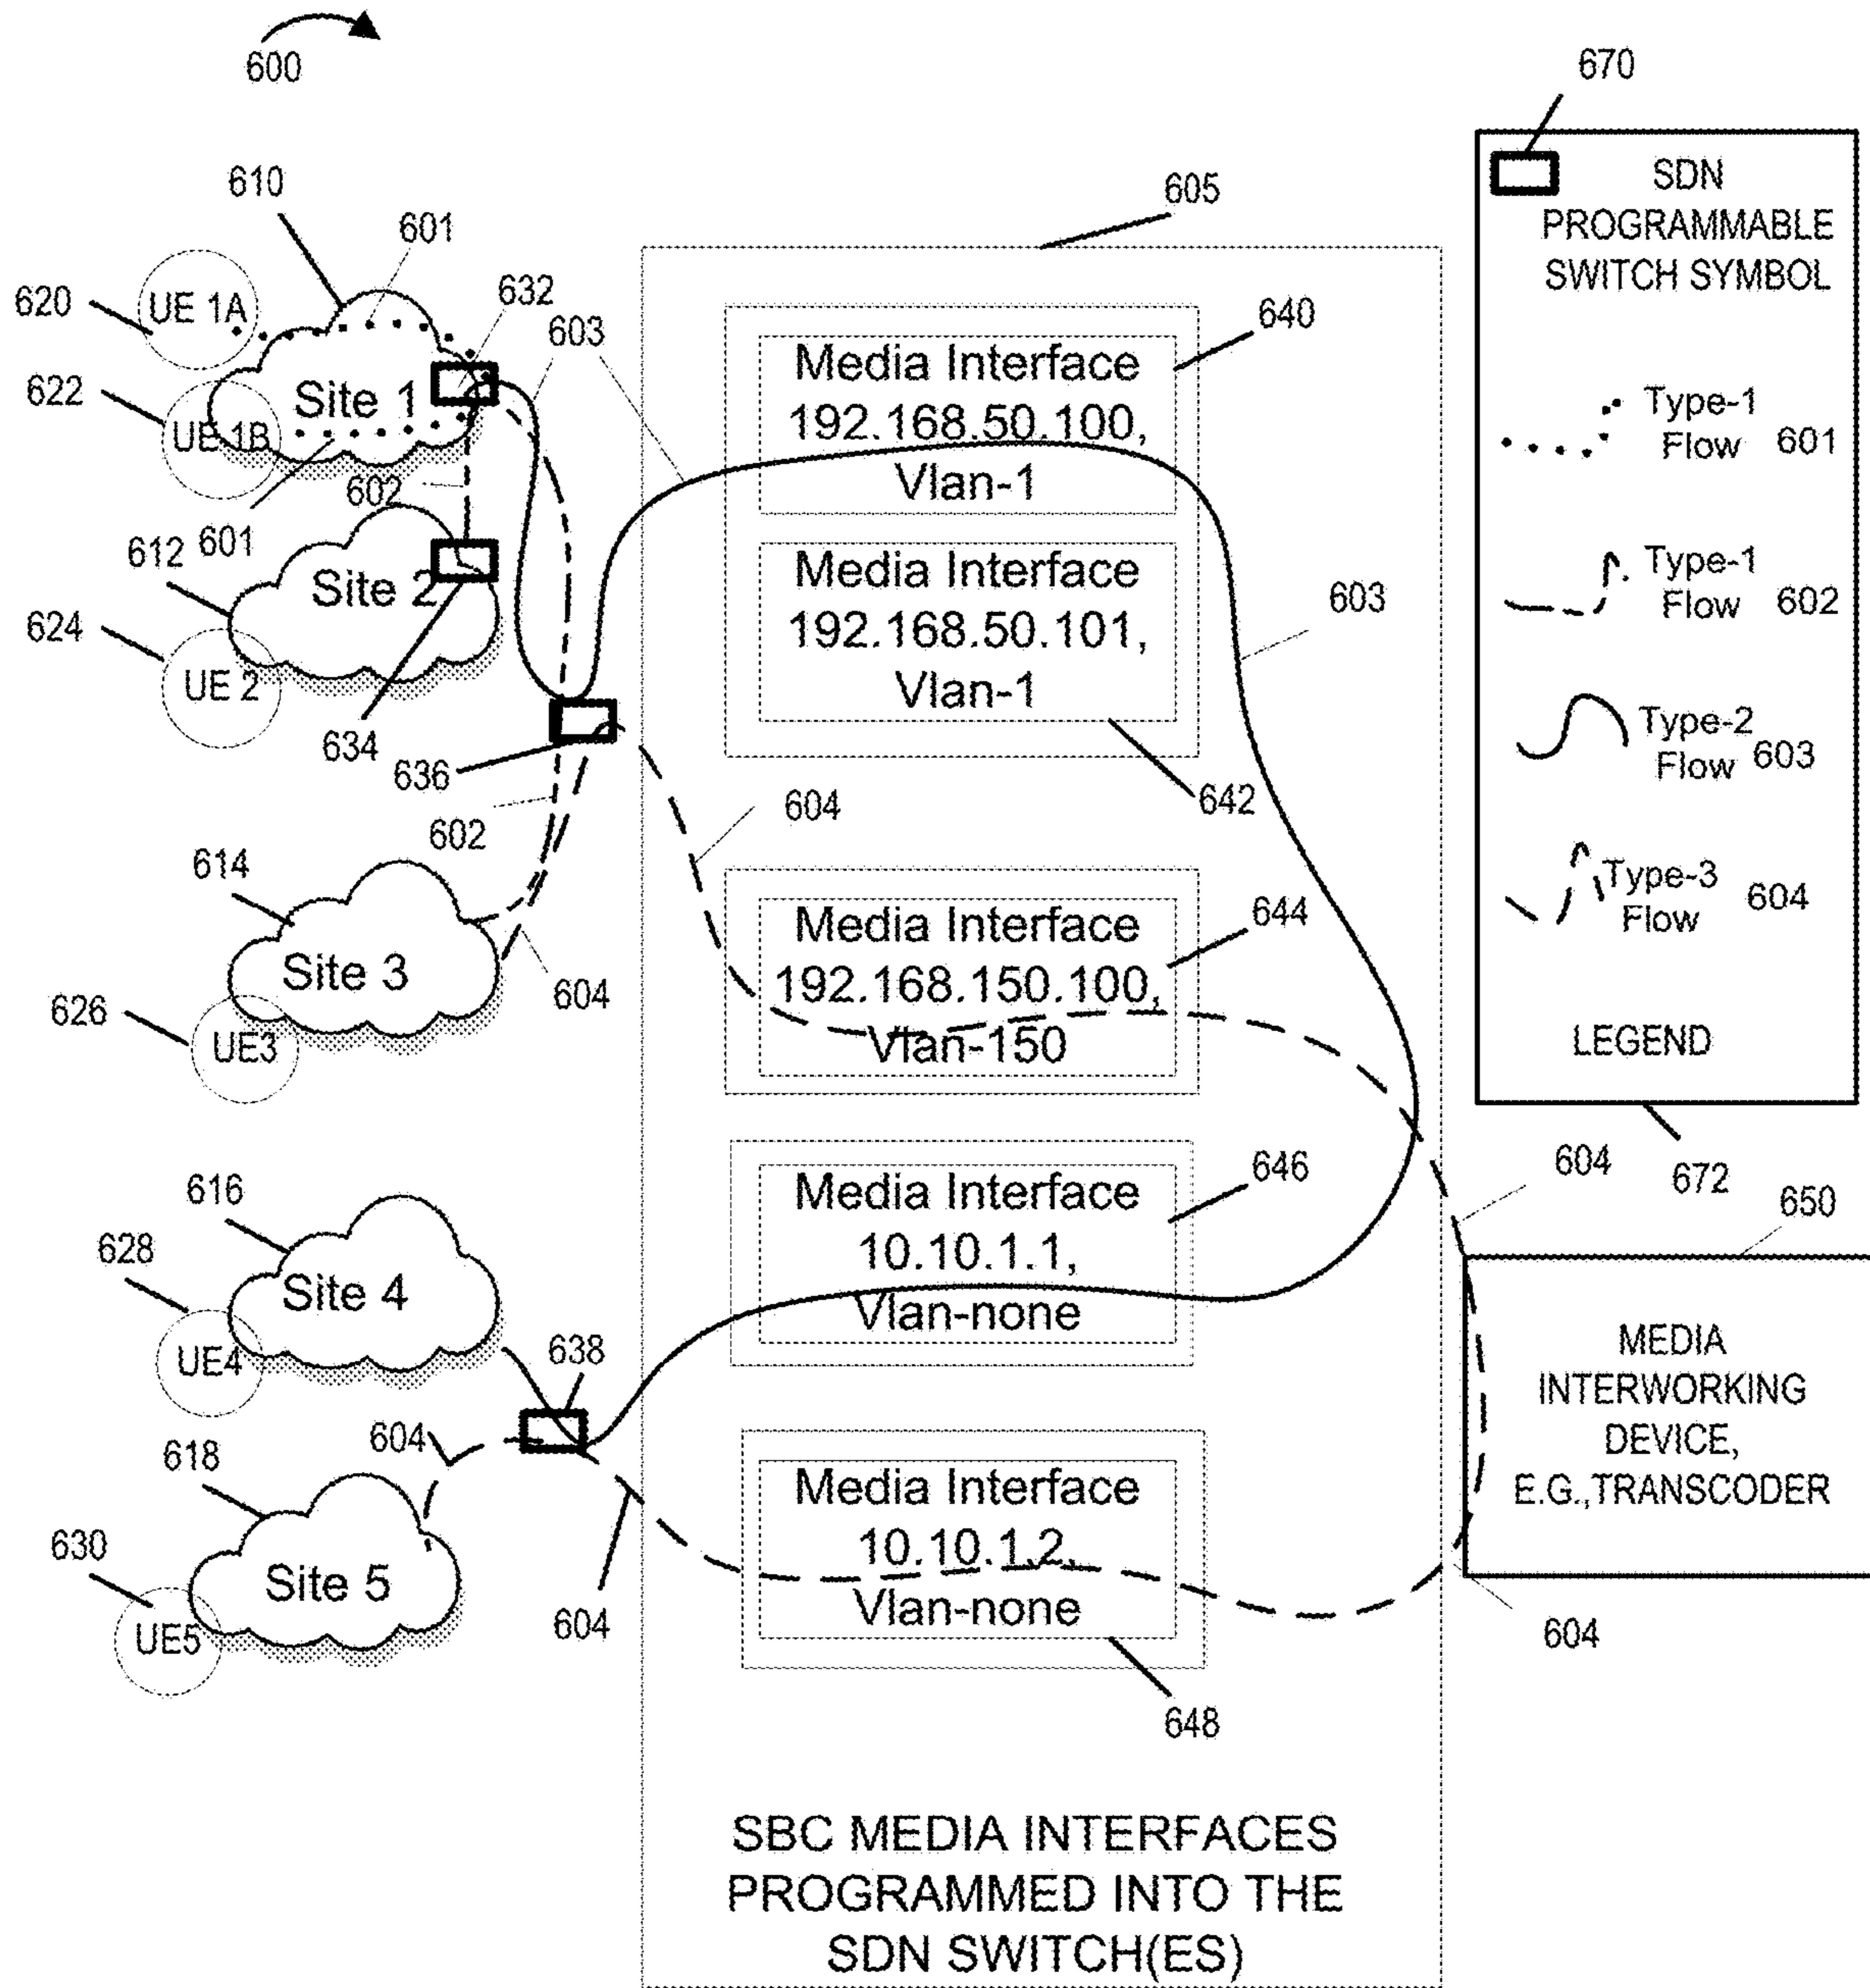 600
670
610
601
605
620
UE 1A
632
603
640
622
Site 1
UE 1B
602
612
601
Site 2
624
UE 2
634
636
602
614
Site 3
604
626
UE3
616
628
Site 4
UE4
638
604
618
630
Site 5
UE5
604
Media Interface
192.168.50.100,
Vlan-1
Media Interface
192.168.50.101,
Vlan-1
603
642
604
Media Interface
192.168.150.100,
Vlan-150
644
Media Interface
10.10.1.1,
Vlan-none
646
Media Interface
10.10.1.2,
Vlan-none
648
SBC MEDIA INTERFACES
PROGRAMMED INTO THE
SDN SWITCH(ES)
SDN
PROGRAMMABLE
SWITCH SYMBOL
Type-1
Flow 601
Type-1
Flow 602
Type-2
Flow 603
Type-3
Flow 604
LEGEND
672
604
650
MEDIA
INTERWORKING
DEVICE,
E.G.,TRANSCODER
604